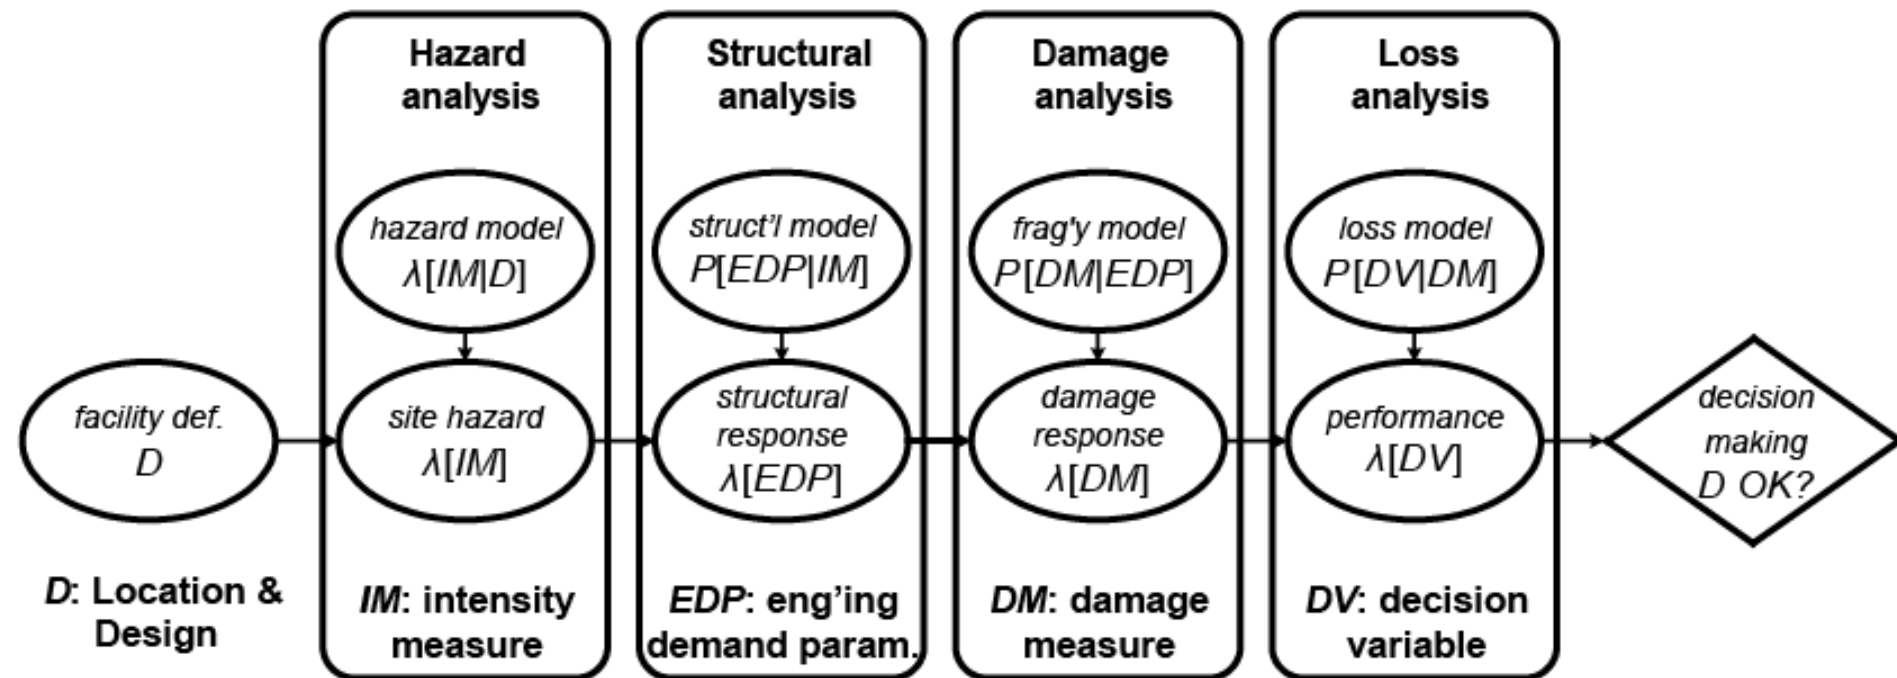 Hazard
analysis
Structural
analysis
Damage
analysis
Loss
analysis
hazard model
λ[IM|D]
struct'l model
P[EDP|IM]
frag'y model
P[DM|EDP]
loss model
P[DV|DM]
facility def.
D
site hazard
λ[IM]
structural
response
λ[EDP]
damage
response
λ[DM]
performance
λ[DV]
decision
making
D OK?
D: Location &
Design
IM: intensity
measure
EDP: eng'ing
demand param.
DM: damage
measure
DV: decision
variable